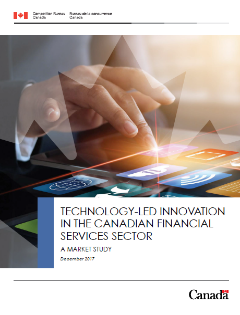 Competition Bureau Canada
Bureau de la concurrence Canada
TECHNOLOGY-LED INNOVATION
IN THE CANADIAN FINANCIAL
SERVICES SECTOR
A MARKET STUDY
December 2017
Canada